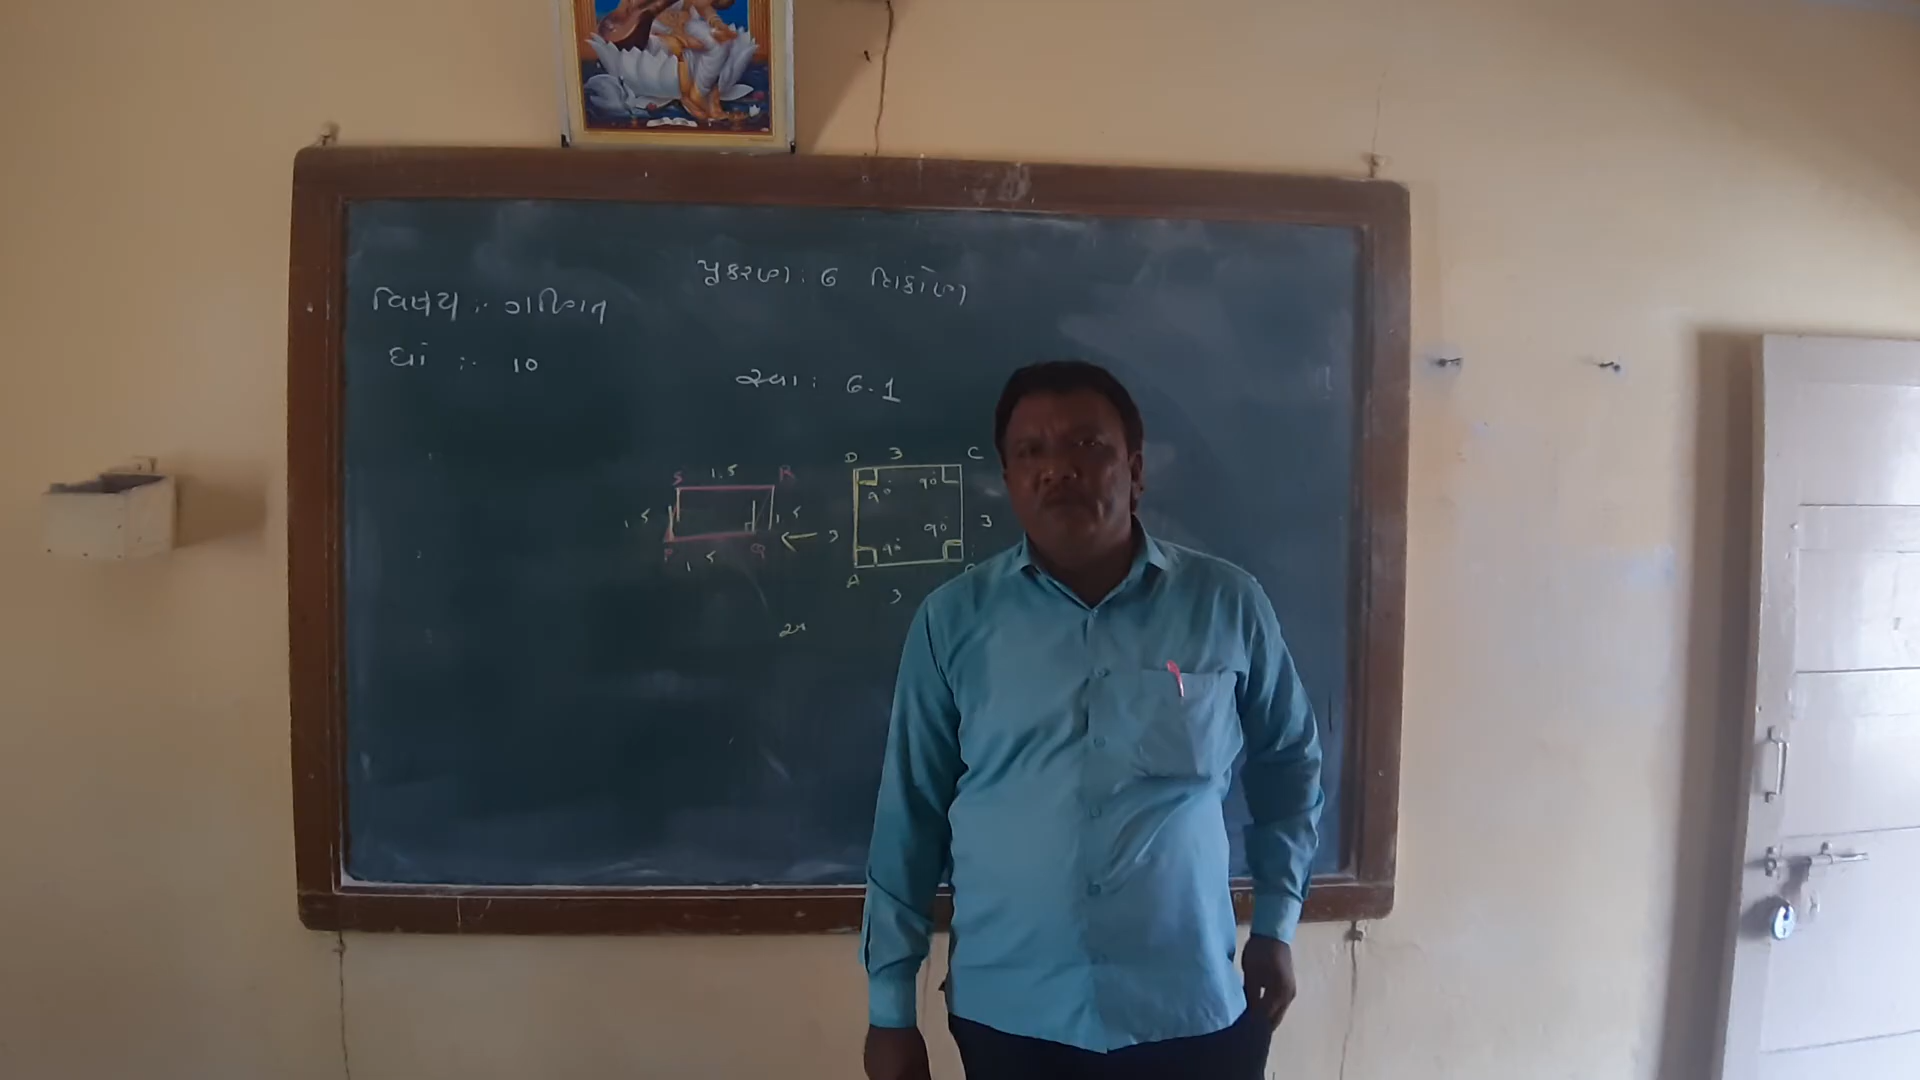 પ્રકરણ : 6 ત્રિકોણ
વિષય :- ગણિત
ધો :- 10
સ્વા : 6.1
S 1.5 R
1.5 1.5
P 1.5 Q
D 3 C
90° 90°
3 90° 90° 3
A 3